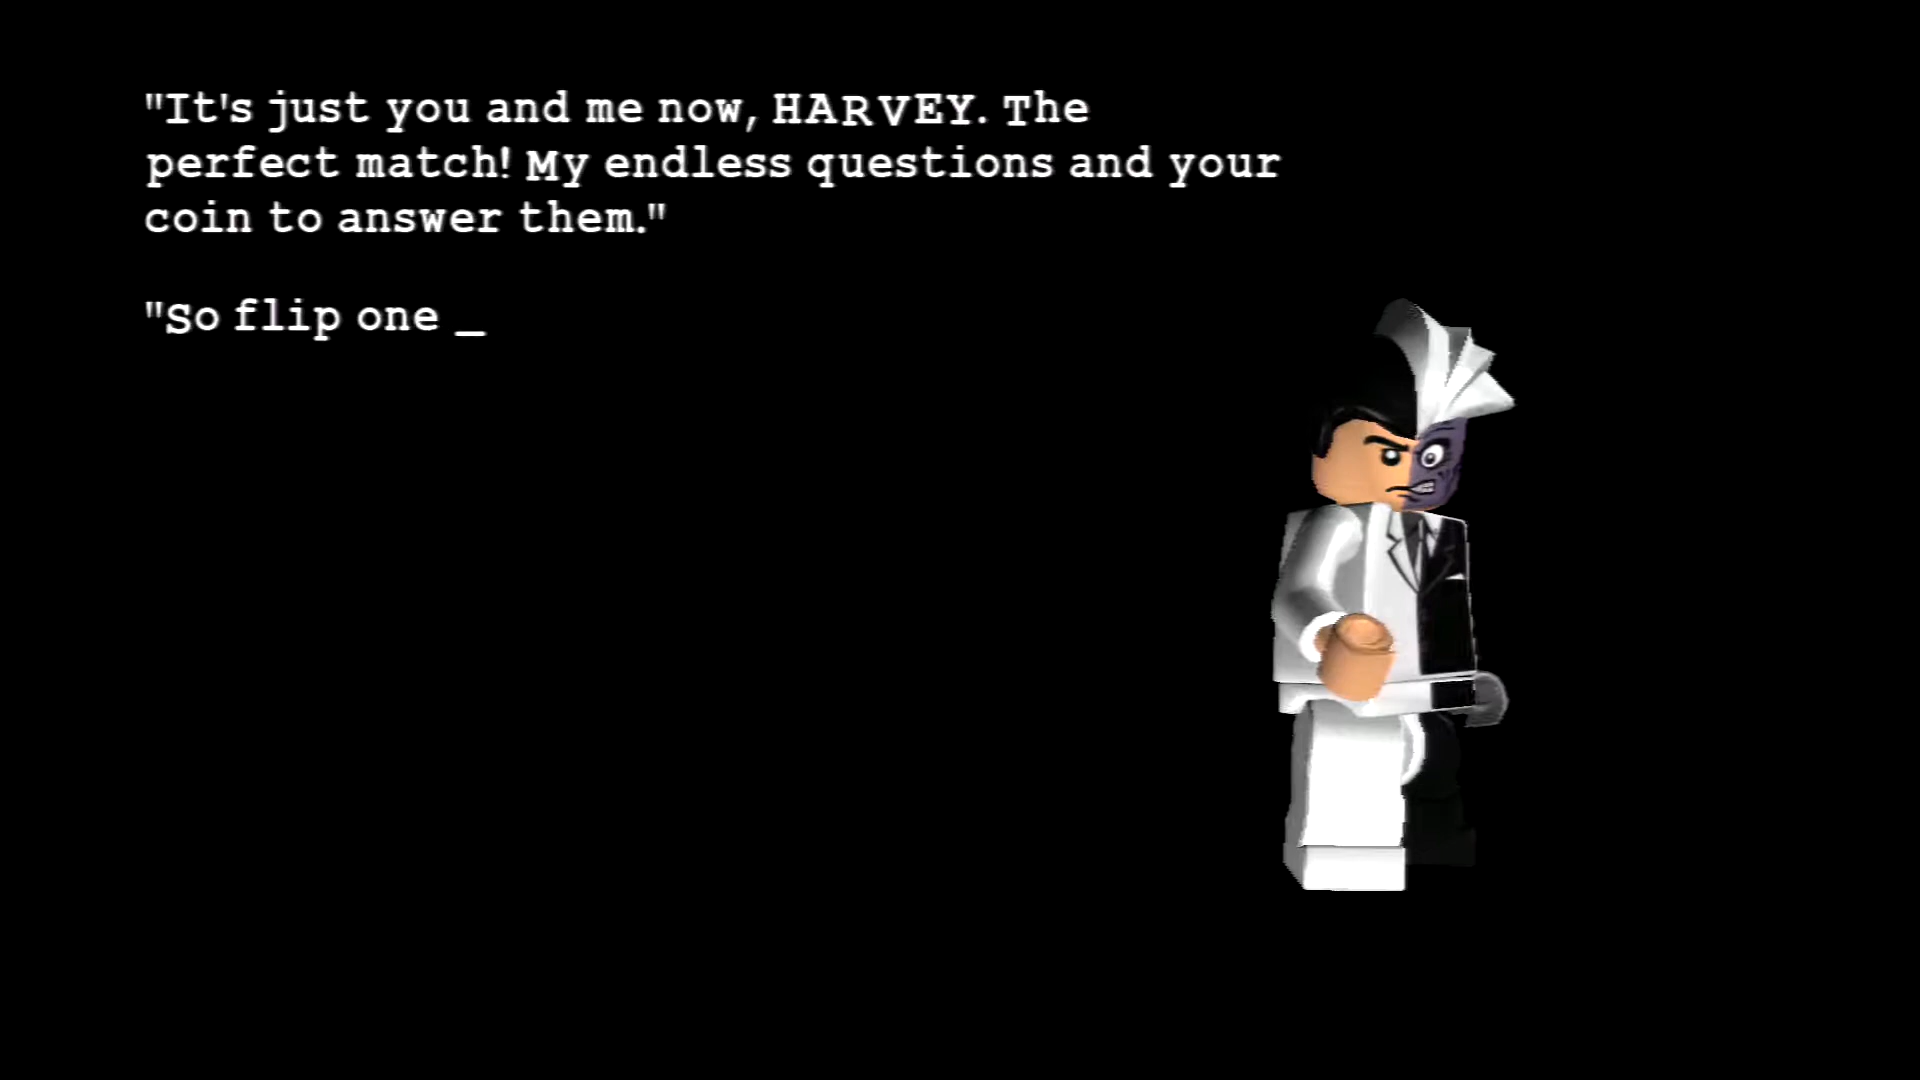 "It's just you and me now, HARVEY. The
perfect match! My endless questions and your
coin to answer them."
"So flip one _